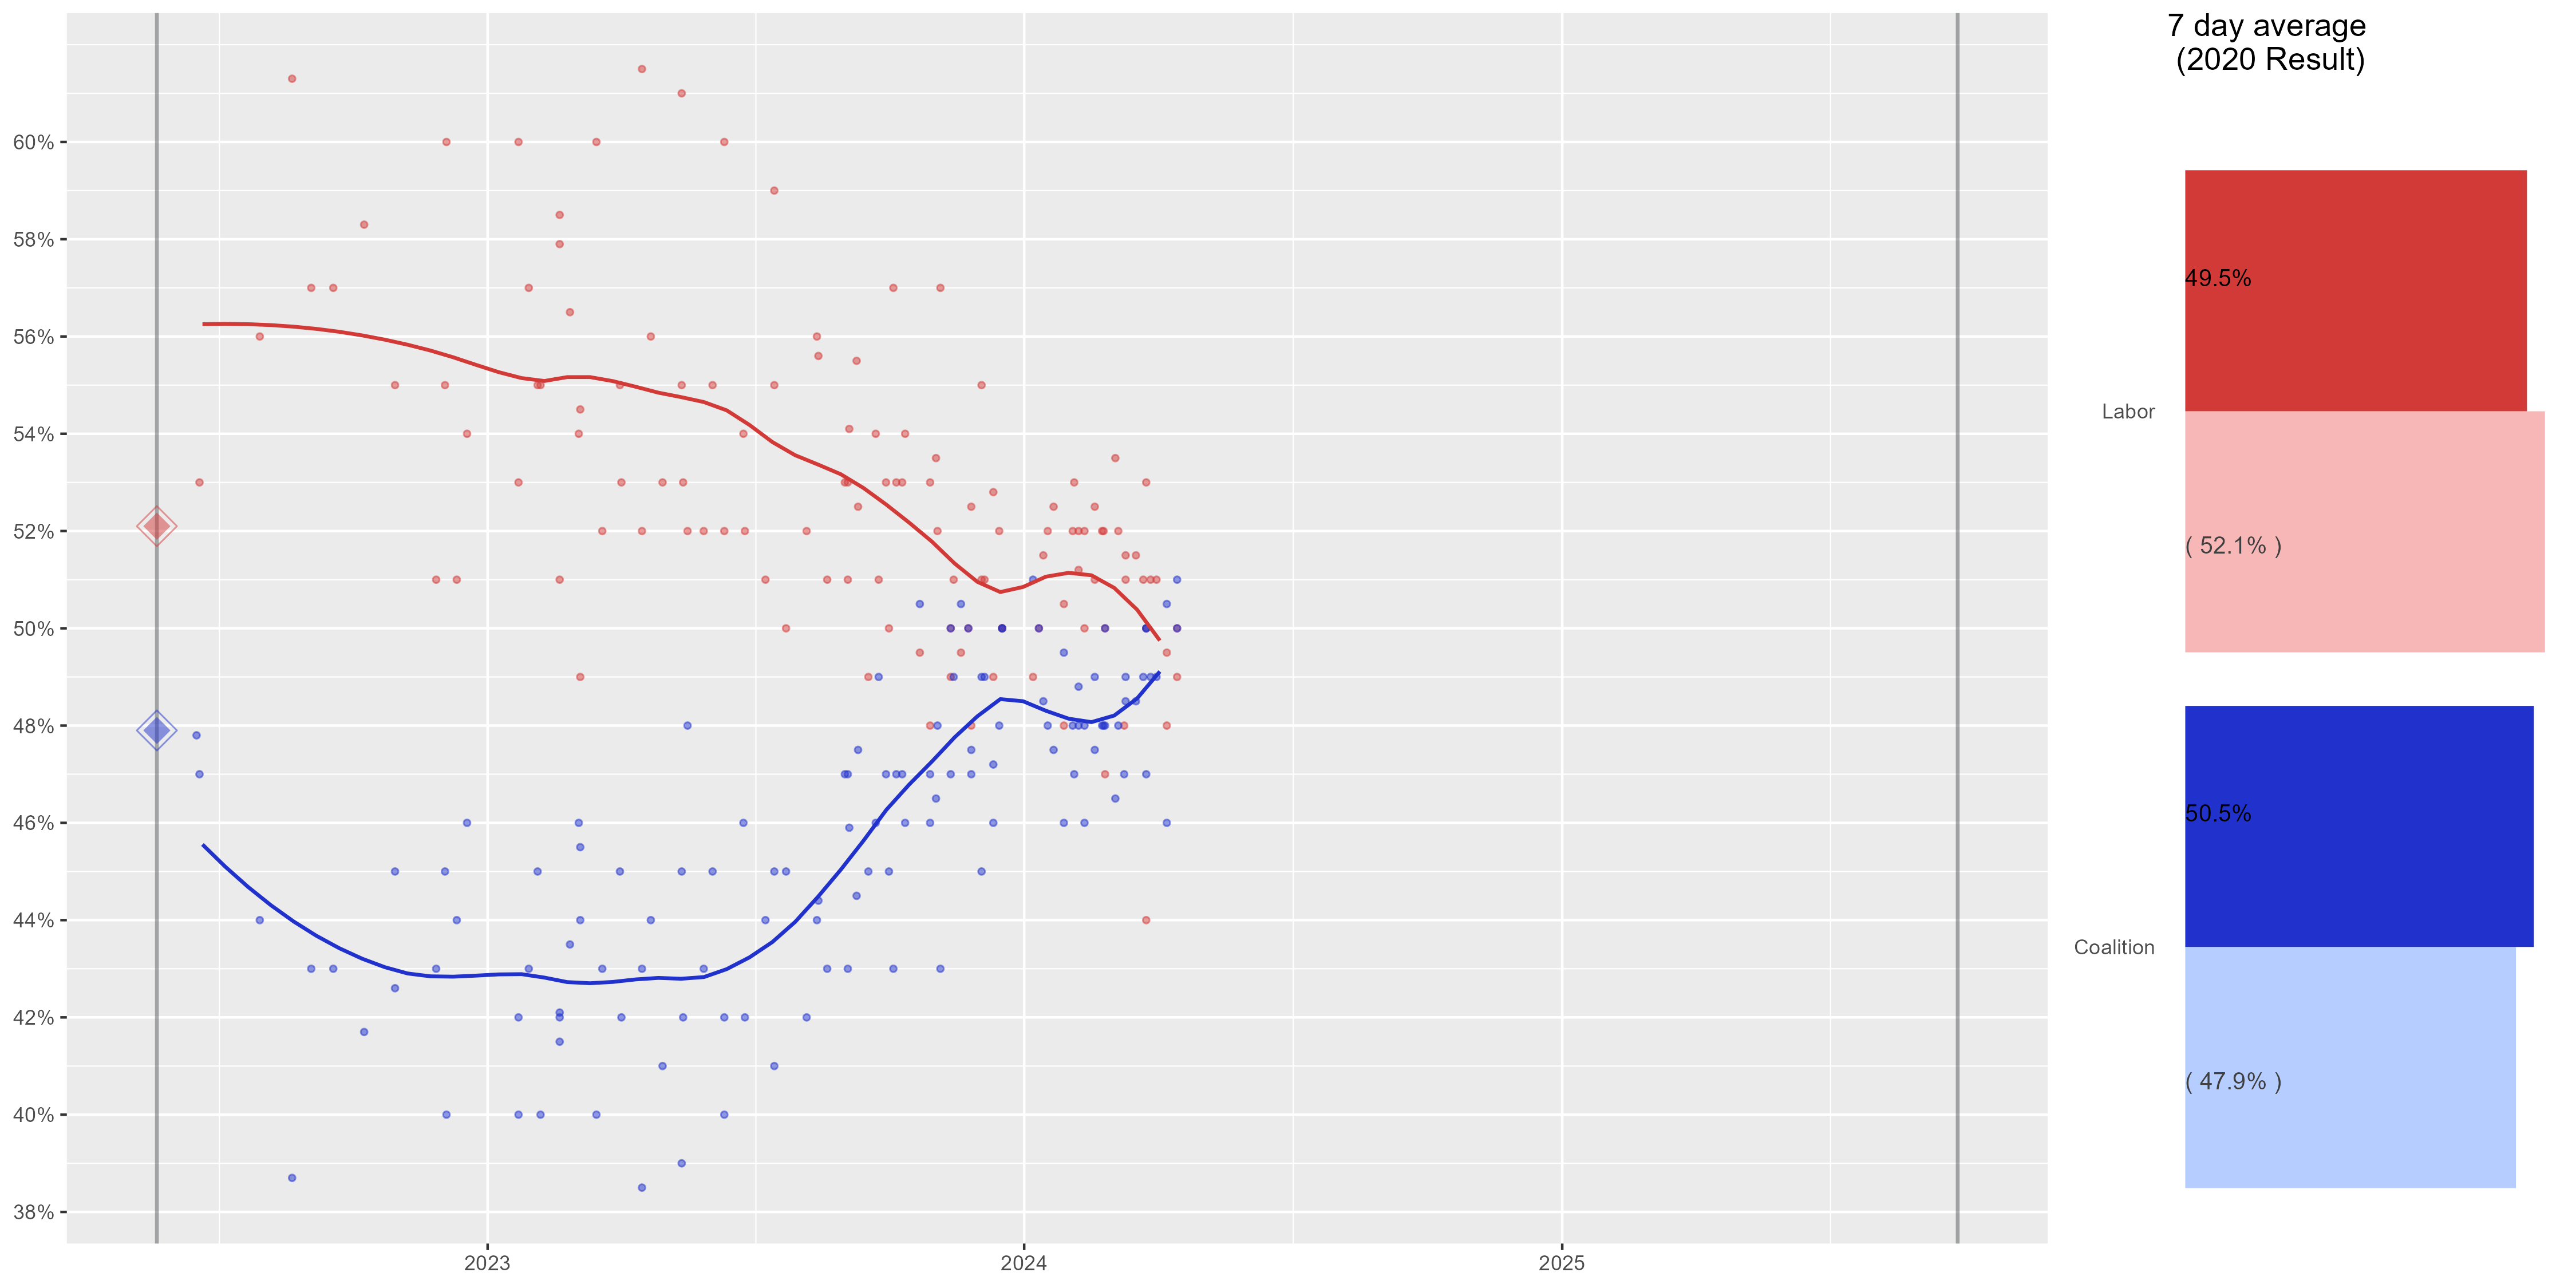 7 day average
(2020 Result)
60%
58%
56%
54%
52%
50%
48%
46%
44%
42%
40%
38%
2023
2024
2025
Labor
49.5%
( 52.1% )
Coalition
50.5%
( 47.9% )